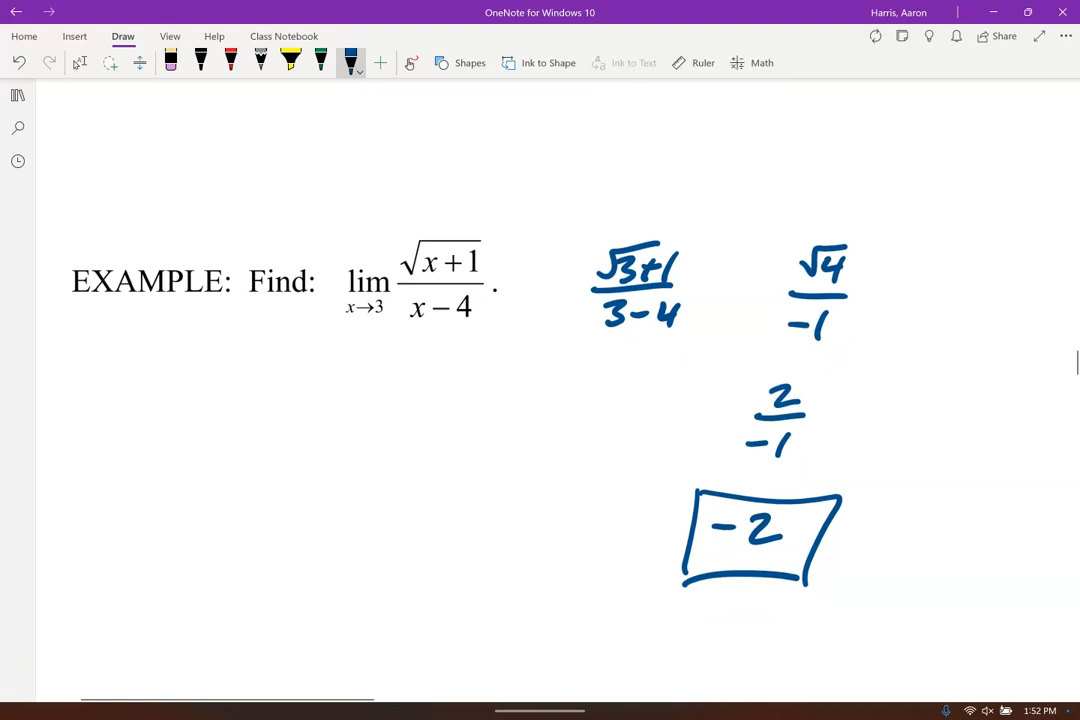 OneNote for Windows 10
Harris, Aaron
Home Insert Draw View Help Class Notebook
Share
Shapes Ink to Shape Ink to Text Ruler Math
EXAMPLE: Find: lim x→3 √(x+1) / (x−4) .
√3+1 / 3−4
√4 / −1
2 / −1
−2
1:52 PM